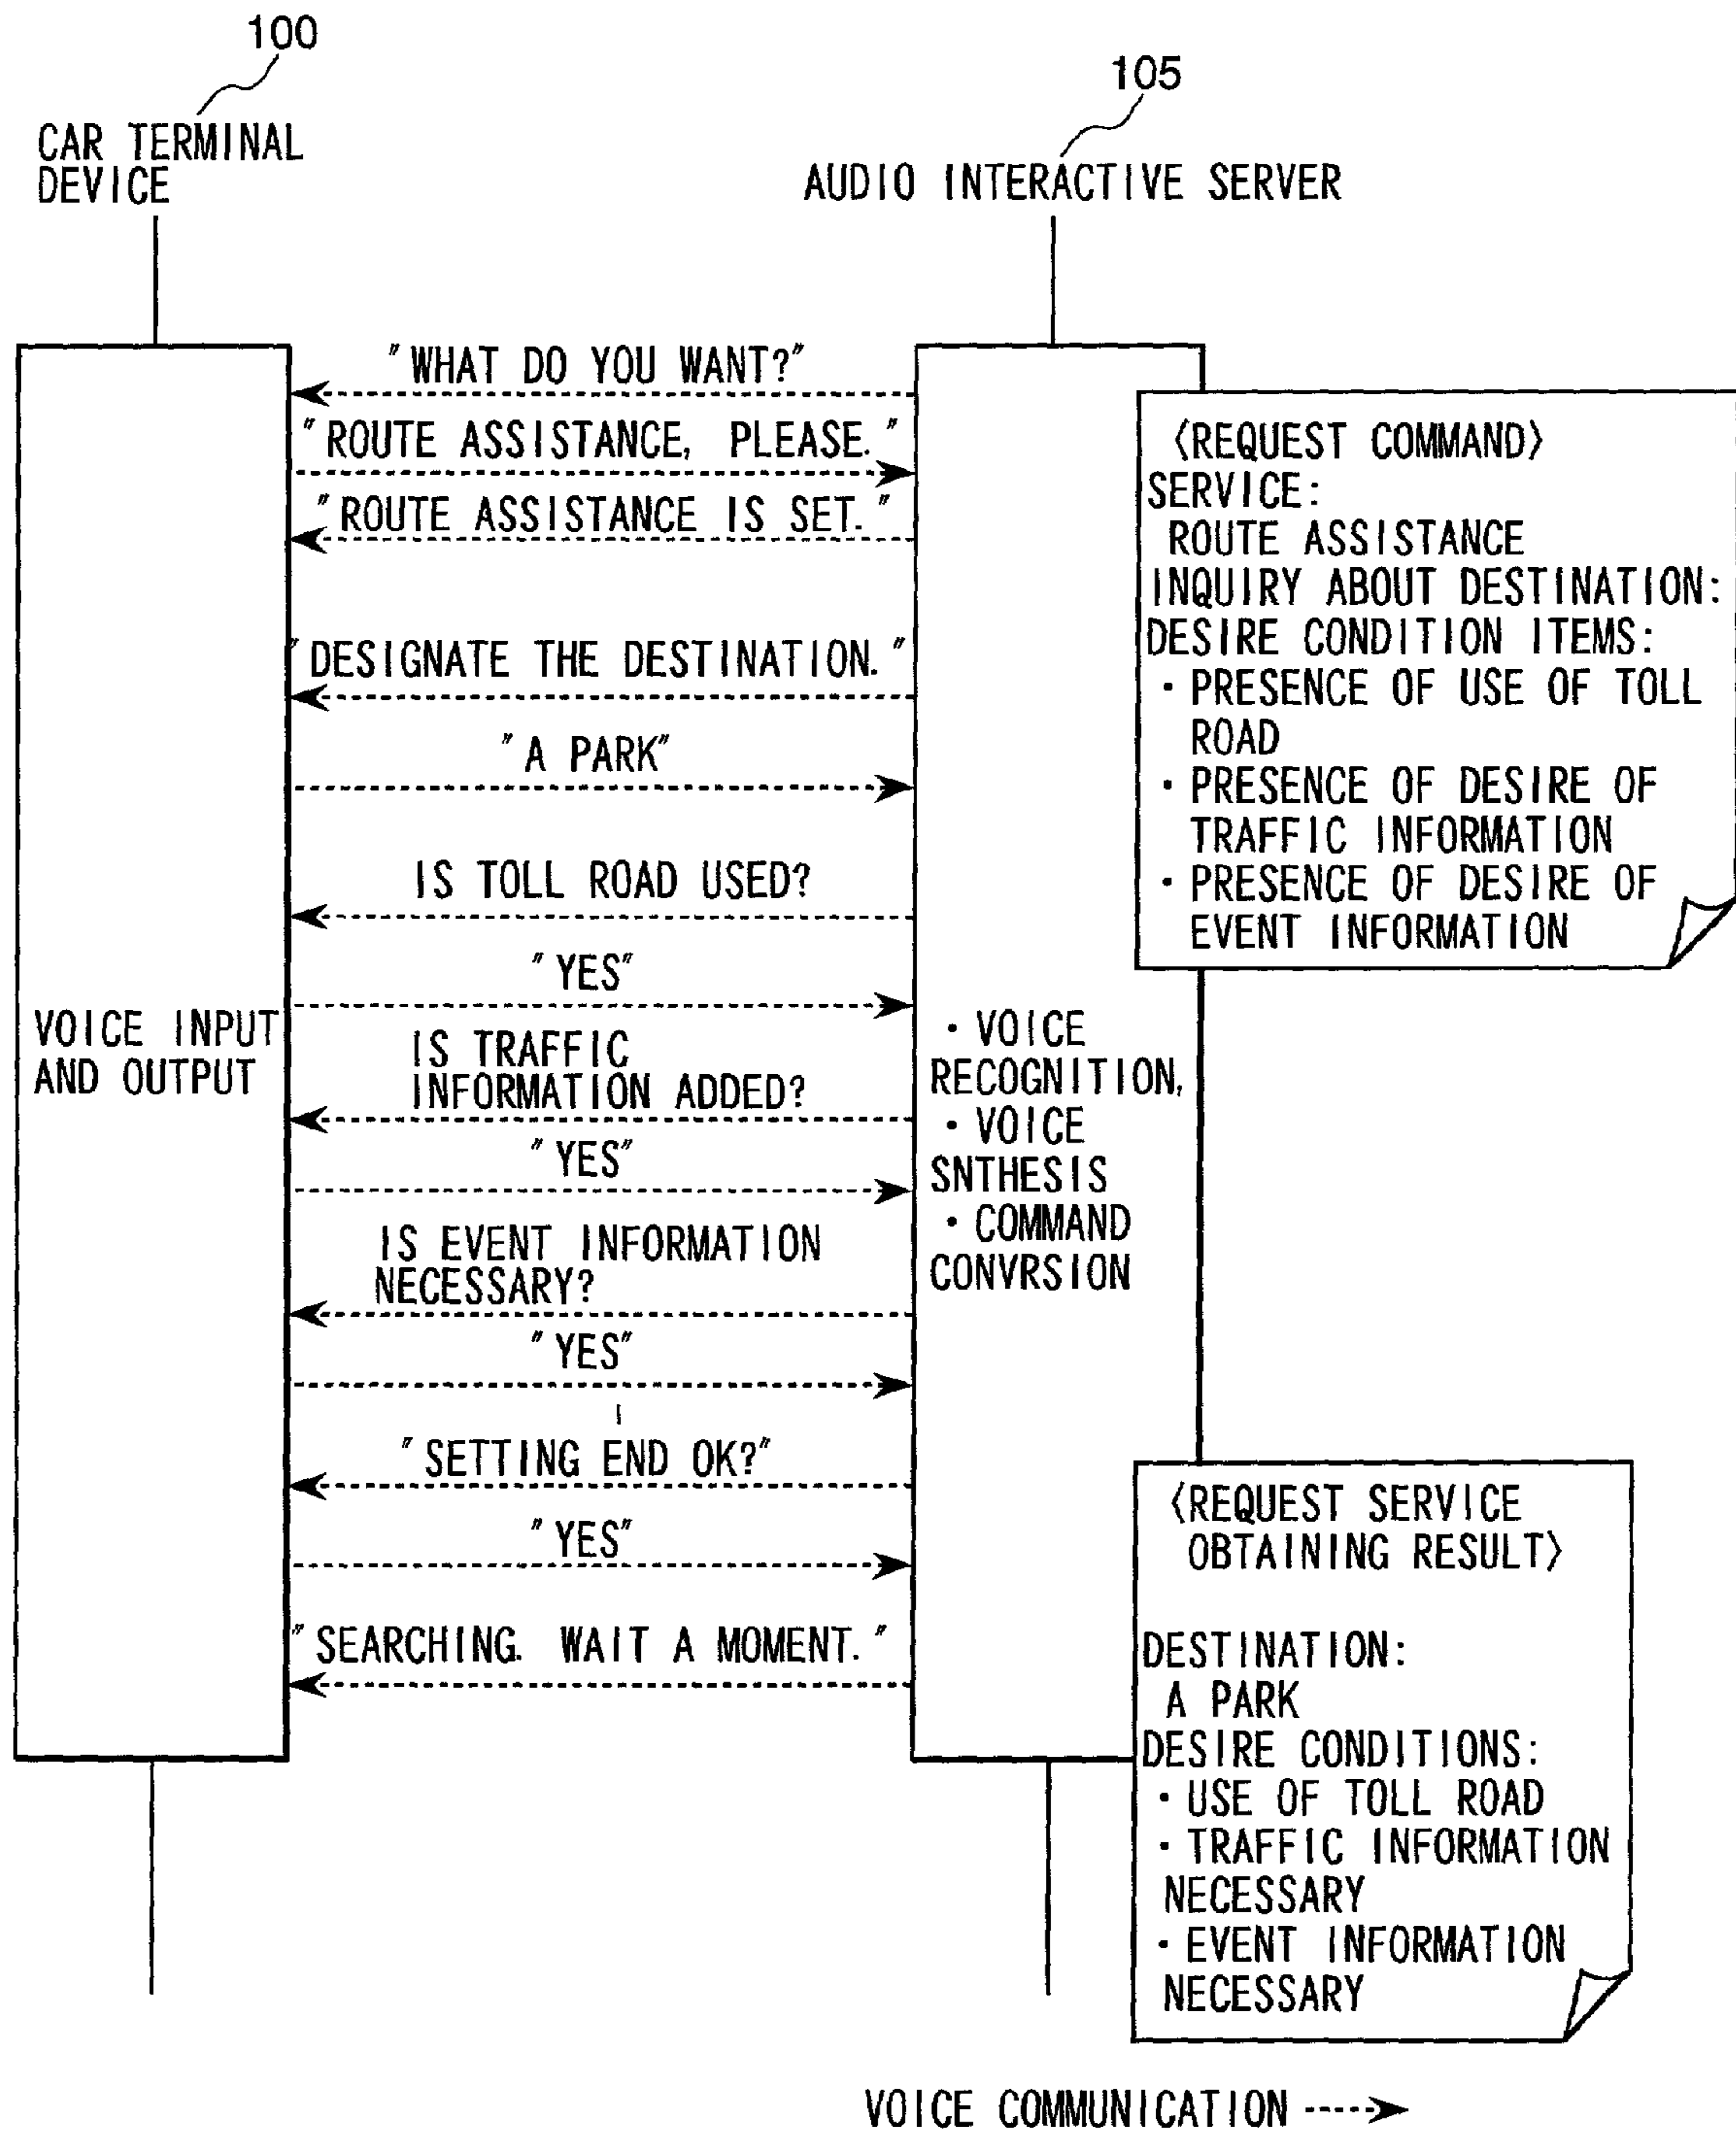 100
CAR TERMINAL
DEVICE
105
AUDIO INTERACTIVE SERVER
"WHAT DO YOU WANT?"
"ROUTE ASSISTANCE, PLEASE."
"ROUTE ASSISTANCE IS SET."
"DESIGNATE THE DESTINATION."
"A PARK"
IS TOLL ROAD USED?
"YES"
IS TRAFFIC
INFORMATION ADDED?
"YES"
IS EVENT INFORMATION
NECESSARY?
"YES"
"SETTING END OK?"
"YES"
"SEARCHING. WAIT A MOMENT."
VOICE INPUT
AND OUTPUT
・VOICE
RECOGNITION,
・VOICE
SNTHESIS
・COMMAND
CONVRSION
〈REQUEST COMMAND〉
SERVICE:
ROUTE ASSISTANCE
INQUIRY ABOUT DESTINATION:
DESIRE CONDITION ITEMS:
・PRESENCE OF USE OF TOLL
ROAD
・PRESENCE OF DESIRE OF
TRAFFIC INFORMATION
・PRESENCE OF DESIRE OF
EVENT INFORMATION
〈REQUEST SERVICE
OBTAINING RESULT〉
DESTINATION:
A PARK
DESIRE CONDITIONS:
・USE OF TOLL ROAD
・TRAFFIC INFORMATION
NECESSARY
・EVENT INFORMATION
NECESSARY
VOICE COMMUNICATION